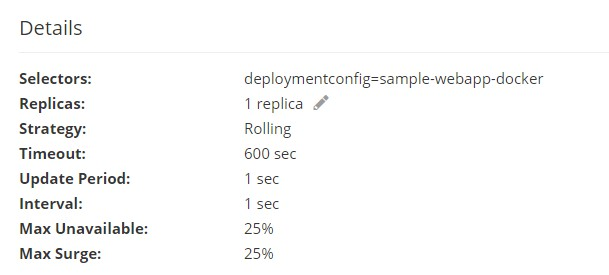 Details
Selectors: deploymentconfig=sample-webapp-docker
Replicas: 1 replica
Strategy: Rolling
Timeout: 600 sec
Update Period: 1 sec
Interval: 1 sec
Max Unavailable: 25%
Max Surge: 25%